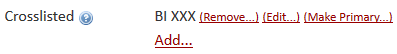 Crosslisted ? BI XXX (Remove...) (Edit...) (Make Primary...)
Add...